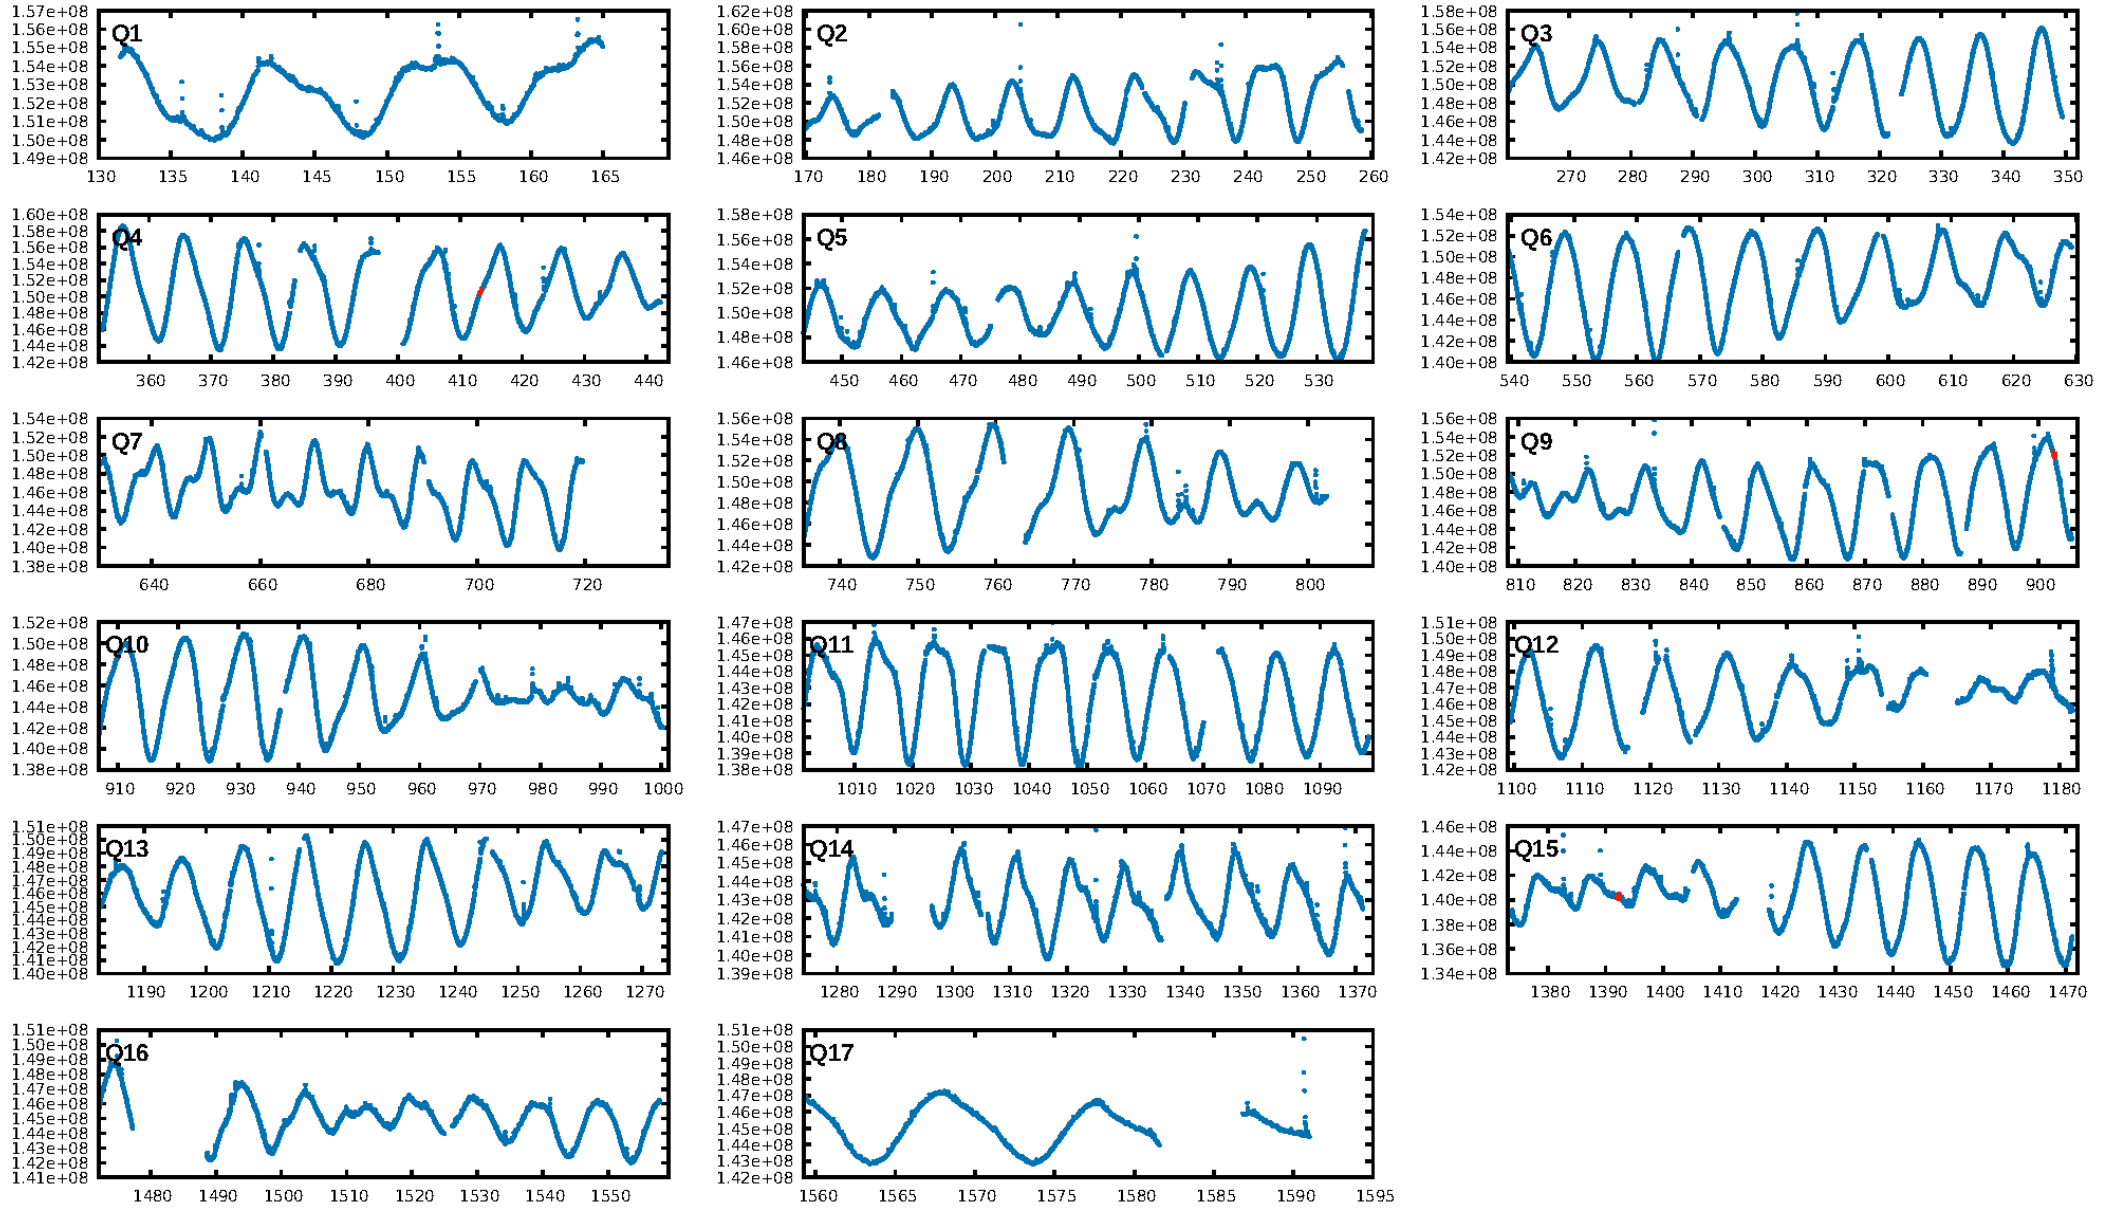 Q1
1.57e+08
1.56e+08
1.55e+08
1.54e+08
1.53e+08
1.52e+08
1.51e+08
1.50e+08
1.49e+08
130 135 140 145 150 155 160 165
Q2
1.62e+08
1.60e+08
1.58e+08
1.56e+08
1.54e+08
1.52e+08
1.50e+08
1.48e+08
1.46e+08
170 180 190 200 210 220 230 240 250 260
Q3
1.58e+08
1.56e+08
1.54e+08
1.52e+08
1.50e+08
1.48e+08
1.46e+08
1.44e+08
1.42e+08
270 280 290 300 310 320 330 340 350
Q4
1.60e+08
1.58e+08
1.56e+08
1.54e+08
1.52e+08
1.50e+08
1.48e+08
1.46e+08
1.44e+08
1.42e+08
360 370 380 390 400 410 420 430 440
Q5
1.58e+08
1.56e+08
1.54e+08
1.52e+08
1.50e+08
1.48e+08
1.46e+08
450 460 470 480 490 500 510 520 530
Q6
1.54e+08
1.52e+08
1.50e+08
1.48e+08
1.46e+08
1.44e+08
1.42e+08
1.40e+08
540 550 560 570 580 590 600 610 620 630
Q7
1.54e+08
1.52e+08
1.50e+08
1.48e+08
1.46e+08
1.44e+08
1.42e+08
1.40e+08
1.38e+08
640 660 680 700 720
Q8
1.56e+08
1.54e+08
1.52e+08
1.50e+08
1.48e+08
1.46e+08
1.44e+08
1.42e+08
740 750 760 770 780 790 800
Q9
1.56e+08
1.54e+08
1.52e+08
1.50e+08
1.48e+08
1.46e+08
1.44e+08
1.42e+08
1.40e+08
810 820 830 840 850 860 870 880 890 900
Q10
1.52e+08
1.50e+08
1.48e+08
1.46e+08
1.44e+08
1.42e+08
1.40e+08
1.38e+08
910 920 930 940 950 960 970 980 990 1000
Q11
1.47e+08
1.46e+08
1.45e+08
1.44e+08
1.43e+08
1.42e+08
1.41e+08
1.40e+08
1.39e+08
1.38e+08
1010 1020 1030 1040 1050 1060 1070 1080 1090
Q12
1.51e+08
1.50e+08
1.49e+08
1.48e+08
1.47e+08
1.46e+08
1.45e+08
1.44e+08
1.43e+08
1.42e+08
1100 1110 1120 1130 1140 1150 1160 1170 1180
Q13
1.51e+08
1.50e+08
1.49e+08
1.48e+08
1.47e+08
1.46e+08
1.45e+08
1.44e+08
1.43e+08
1.42e+08
1.41e+08
1.40e+08
1190 1200 1210 1220 1230 1240 1250 1260 1270
Q14
1.47e+08
1.46e+08
1.45e+08
1.44e+08
1.43e+08
1.42e+08
1.41e+08
1.40e+08
1.39e+08
1280 1290 1300 1310 1320 1330 1340 1350 1360 1370
Q15
1.46e+08
1.44e+08
1.42e+08
1.40e+08
1.38e+08
1.36e+08
1.34e+08
1380 1390 1400 1410 1420 1430 1440 1450 1460 1470
Q16
1.51e+08
1.50e+08
1.49e+08
1.48e+08
1.47e+08
1.46e+08
1.45e+08
1.44e+08
1.43e+08
1.42e+08
1.41e+08
1480 1490 1500 1510 1520 1530 1540 1550
Q17
1.51e+08
1.50e+08
1.49e+08
1.48e+08
1.47e+08
1.46e+08
1.45e+08
1.44e+08
1.43e+08
1.42e+08
1560 1565 1570 1575 1580 1585 1590 1595